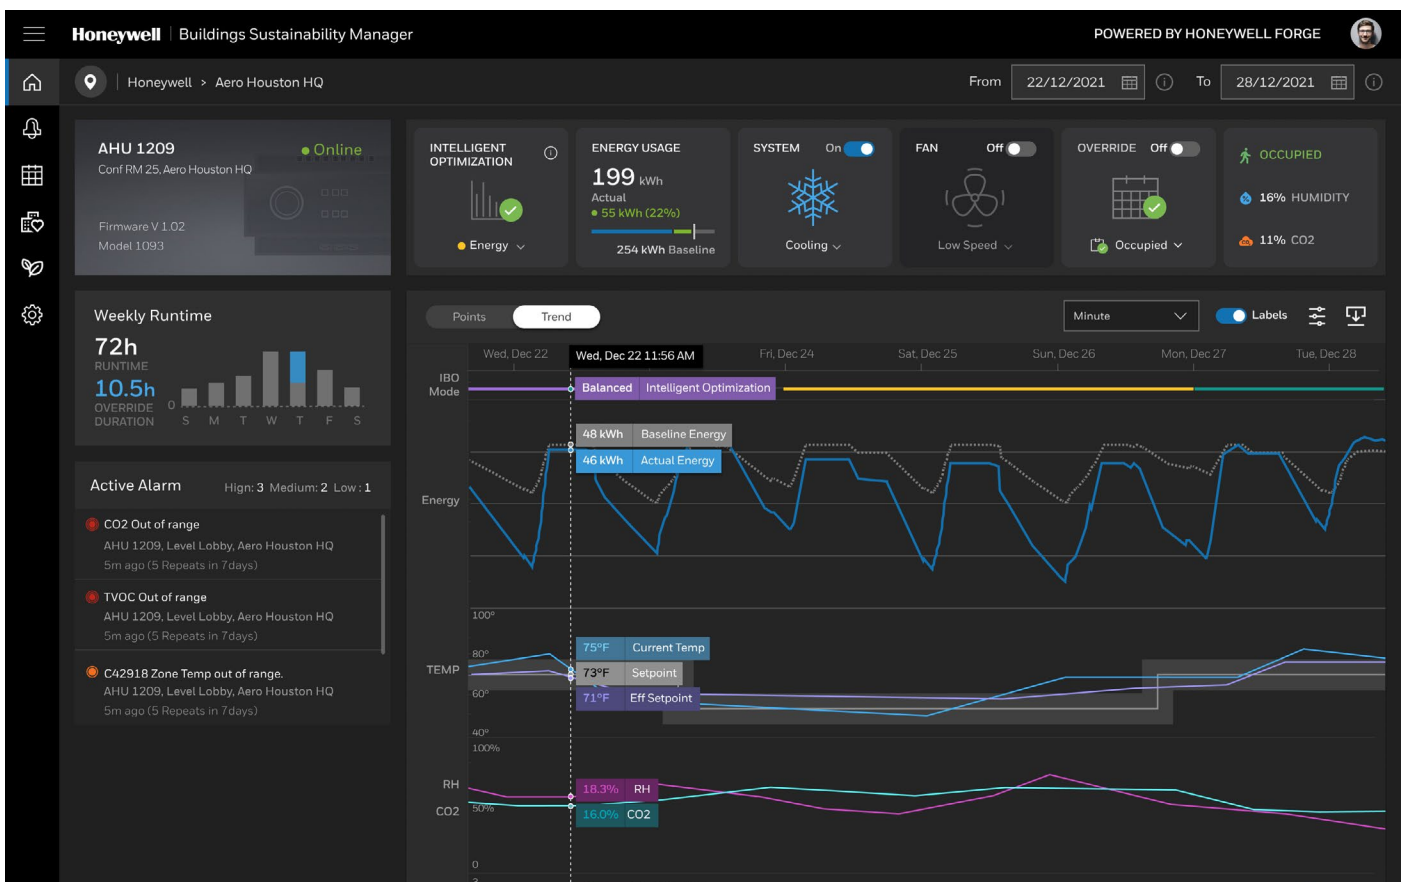 Honeywell | Buildings Sustainability Manager
POWERED BY HONEYWELL FORGE
Honeywell > Aero Houston HQ
From 22/12/2021 To 28/12/2021
AHU 1209
Online
Conf RM 25, Aero Houston HQ
Firmware V 1.02
Model 1093
INTELLIGENT
OPTIMIZATION
Energy
ENERGY USAGE
199 kWh
Actual
55 kWh (22%)
254 kWh Baseline
SYSTEM On
Cooling
FAN Off
Low Speed
OVERRIDE Off
Occupied
OCCUPIED
16% HUMIDITY
11% CO2
Weekly Runtime
72h
RUNTIME
10.5h
OVERRIDE
DURATION
0
S M T W T F S
Active Alarm Hign: 3 Medium: 2 Low : 1
CO2 Out of range
AHU 1209, Level Lobby, Aero Houston HQ
5m ago (5 Repeats in 7days)
TVOC Out of range
AHU 1209, Level Lobby, Aero Houston HQ
5m ago (5 Repeats in 7days)
C42918 Zone Temp out of range.
AHU 1209, Level Lobby, Aero Houston HQ
5m ago (5 Repeats in 7days)
Points Trend
Minute
Labels
Wed, Dec 22 Wed, Dec 22 11:56 AM Fri, Dec 24 Sat, Dec 25 Sun, Dec 26 Mon, Dec 27 Tue, Dec 28
IBO
Mode
Balanced Intelligent Optimization
48 kWh Baseline Energy
46 kWh Actual Energy
Energy
100°
80°
TEMP
60°
40°
75°F Current Temp
73°F Setpoint
71°F Eff Setpoint
100%
RH
CO2
50%
0
18.3% RH
16.0% CO2